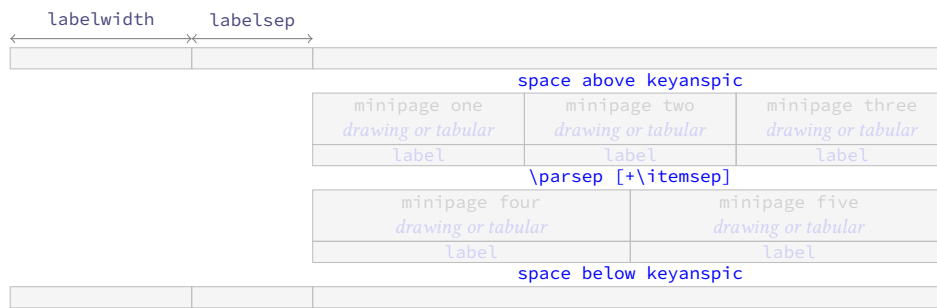 labelwidth labelsep
space above keyanspic
minipage one minipage two minipage three
drawing or tabular drawing or tabular drawing or tabular
label label label
\parsep [+\itemsep]
minipage four minipage five
drawing or tabular drawing or tabular
label label
space below keyanspic